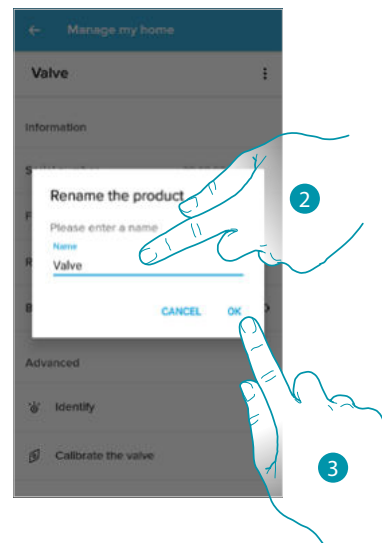 Manage my home
Valve
Information
Rename the product
Please enter a name
Name
Valve
CANCEL OK
Advanced
Identify
Calibrate the valve
2
3